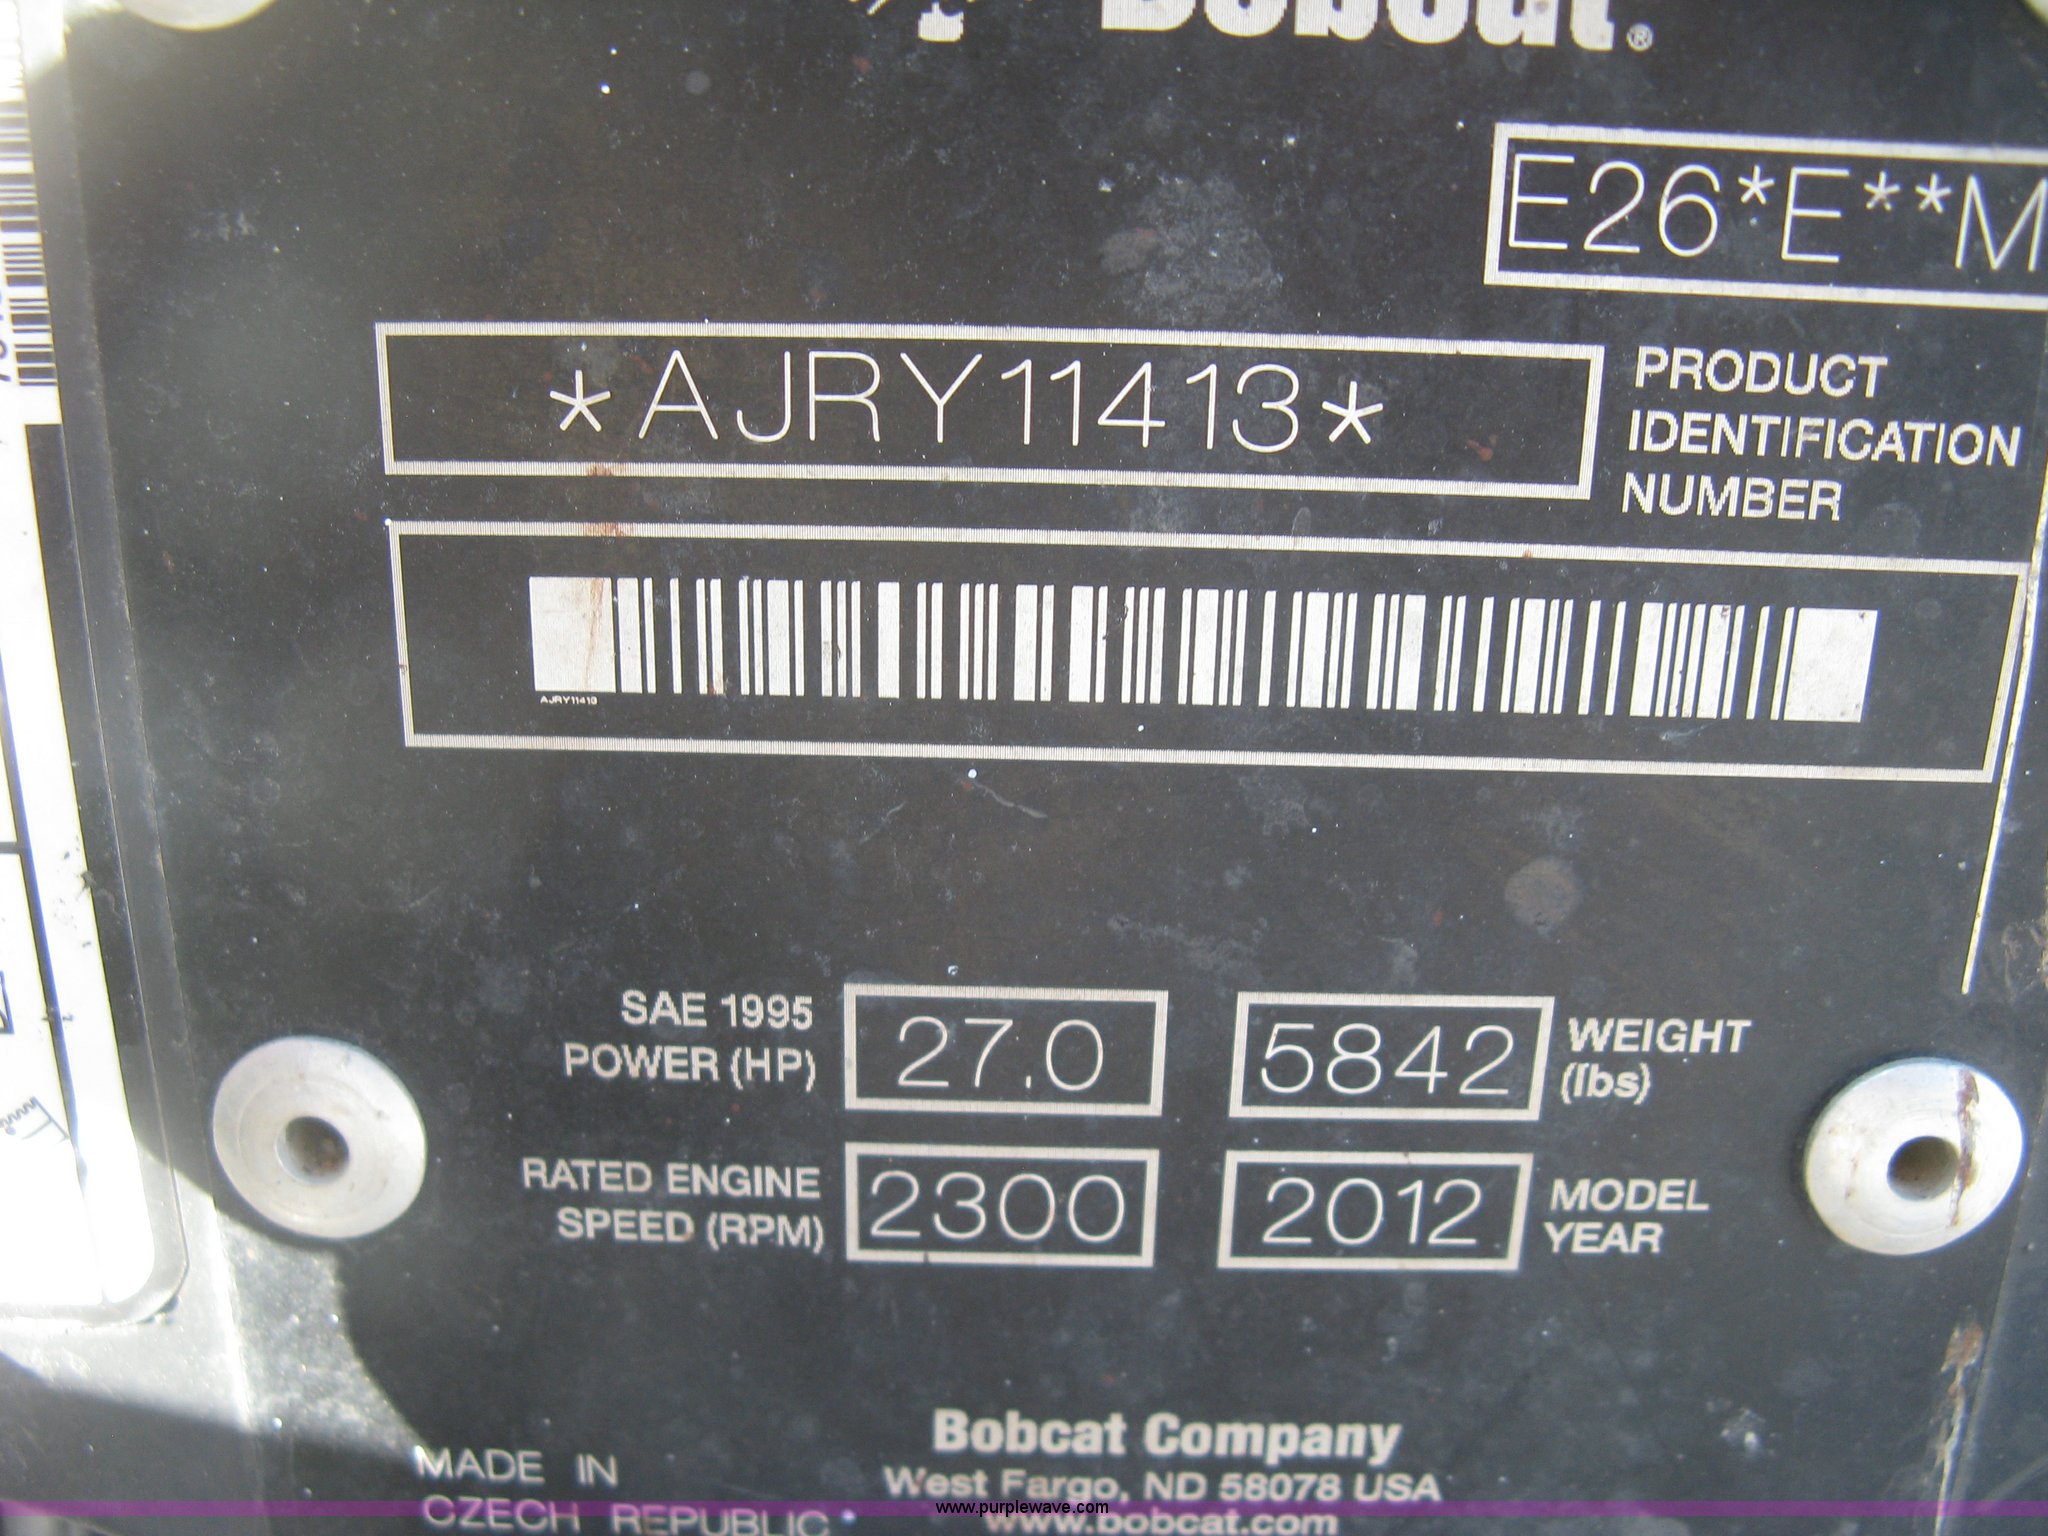 Bobcat®
E26*E**M
*AJRY11413*
PRODUCT
IDENTIFICATION
NUMBER
AJRY11413
SAE 1995
POWER (HP)
27.0
5842
WEIGHT
(lbs)
RATED ENGINE
SPEED (RPM)
2300
2012
MODEL
YEAR
Bobcat Company
West Fargo, ND 58078 USA
www.bobcat.com
MADE IN
CZECH REPUBLIC
www.purplewave.com